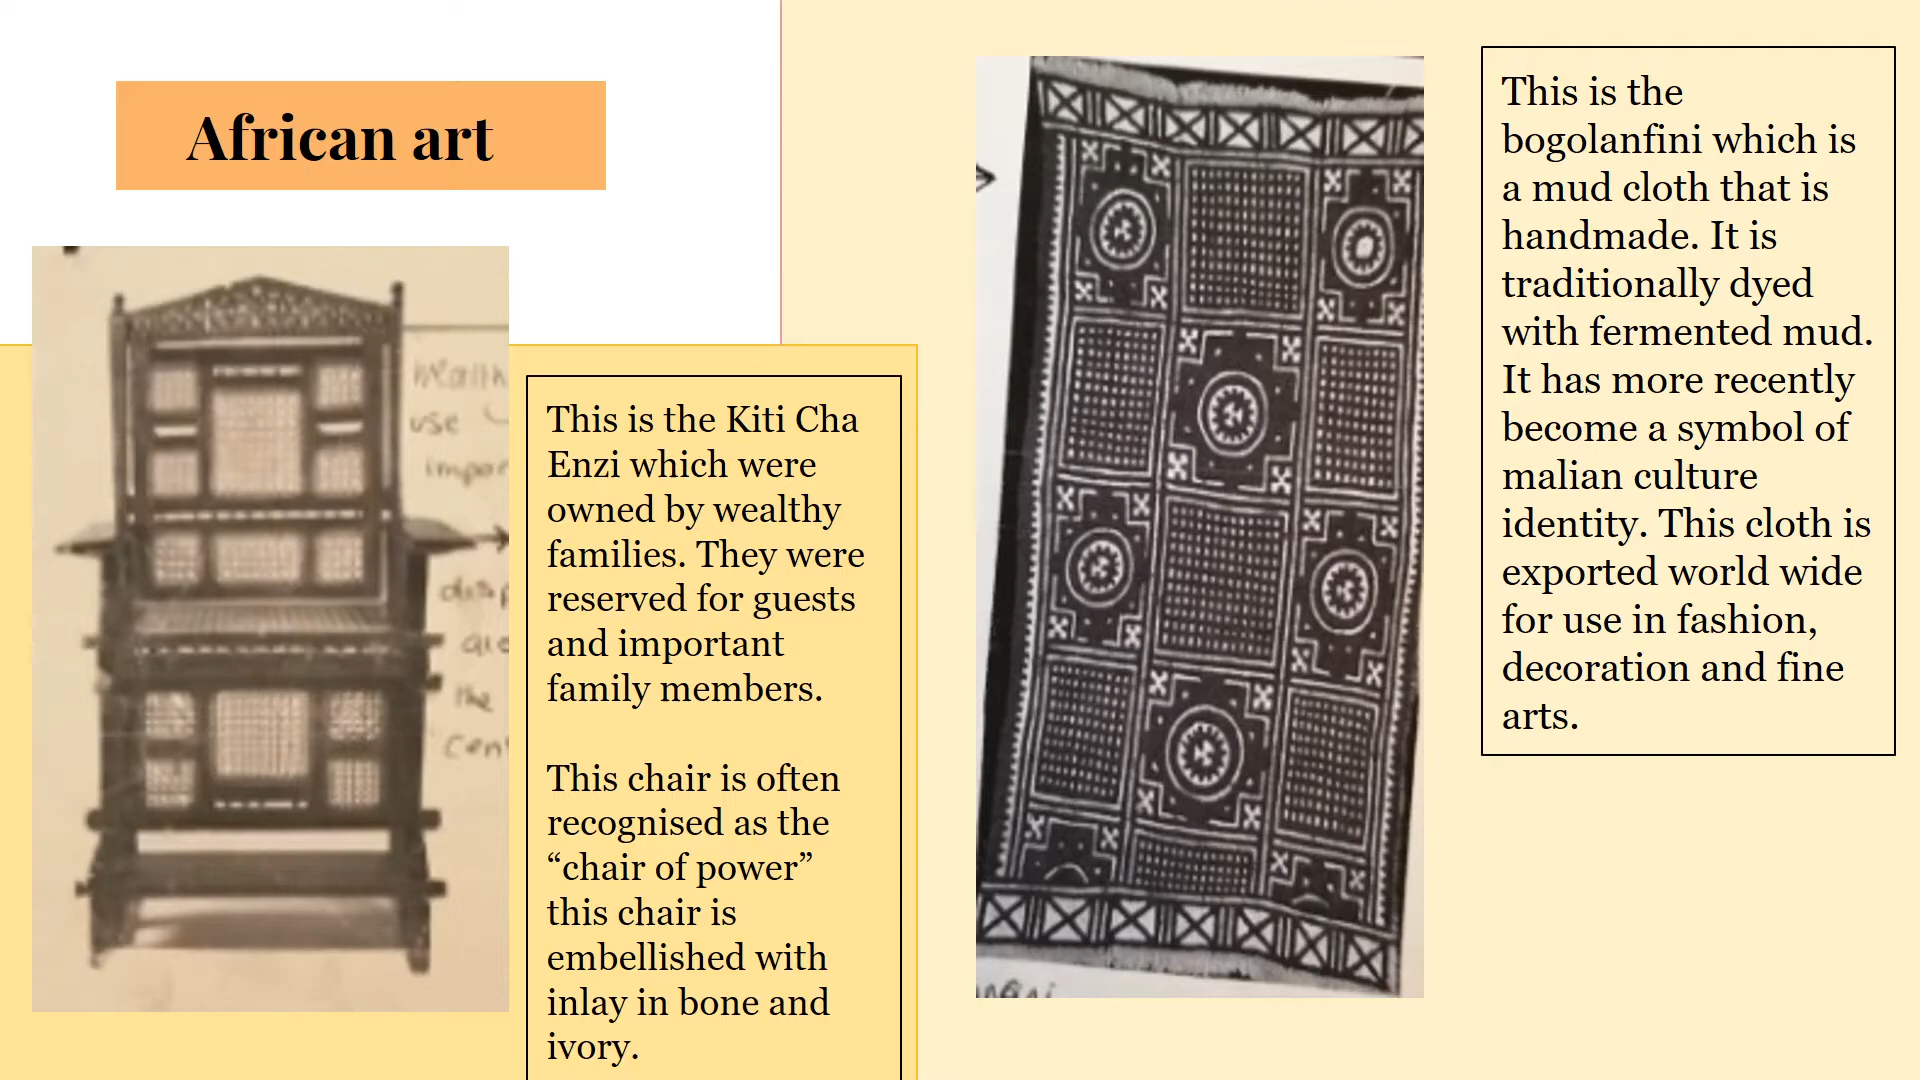 African art
This is the Kiti Cha
Enzi which were
owned by wealthy
families. They were
reserved for guests
and important
family members.
This chair is often
recognised as the
“chair of power”
this chair is
embellished with
inlay in bone and
ivory.
use
the
This is the
bogolanfini which is
a mud cloth that is
handmade. It is
traditionally dyed
with fermented mud.
It has more recently
become a symbol of
malian culture
identity. This cloth is
exported world wide
for use in fashion,
decoration and fine
arts.